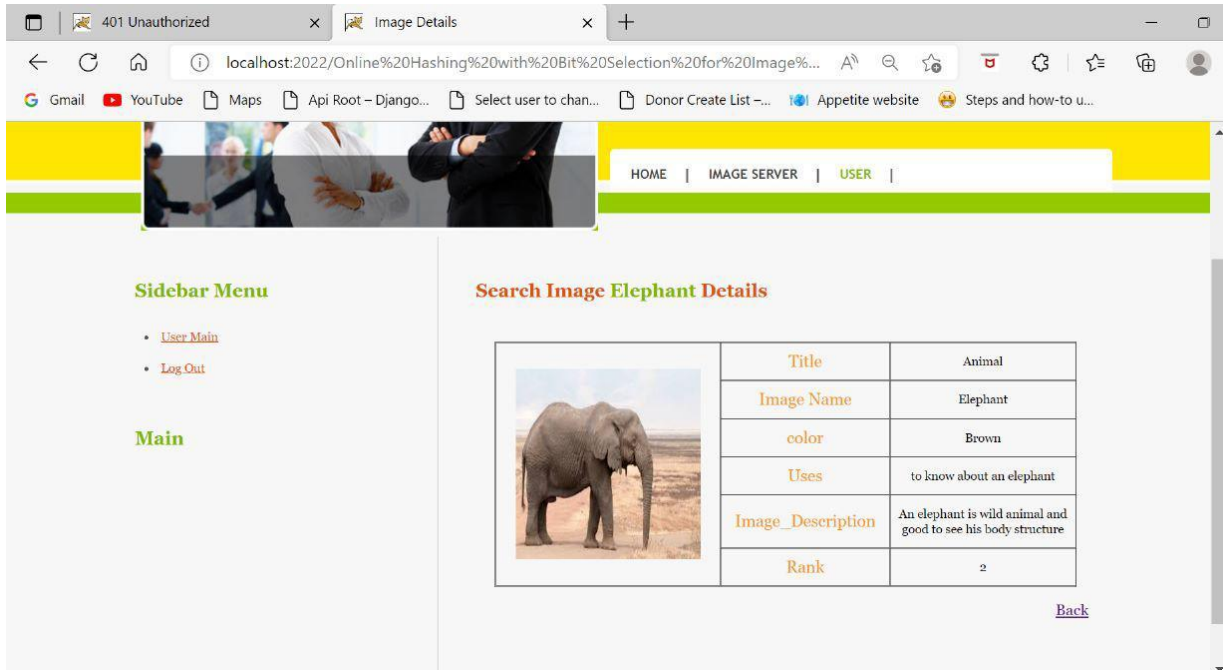 401 Unauthorized
Image Details
localhost:2022/Online%20Hashing%20with%20Bit%20Selection%20for%20Image%...
Gmail YouTube Maps Api Root – Django... Select user to chan... Donor Create List –... Appetite website Steps and how-to u...
HOME | IMAGE SERVER | USER |
Sidebar Menu
User Main
Log Out
Main
Search Image Elephant Details
Title Animal
Image Name Elephant
color Brown
Uses to know about an elephant
Image_Description An elephant is wild animal and
good to see his body structure
Rank 2
Back